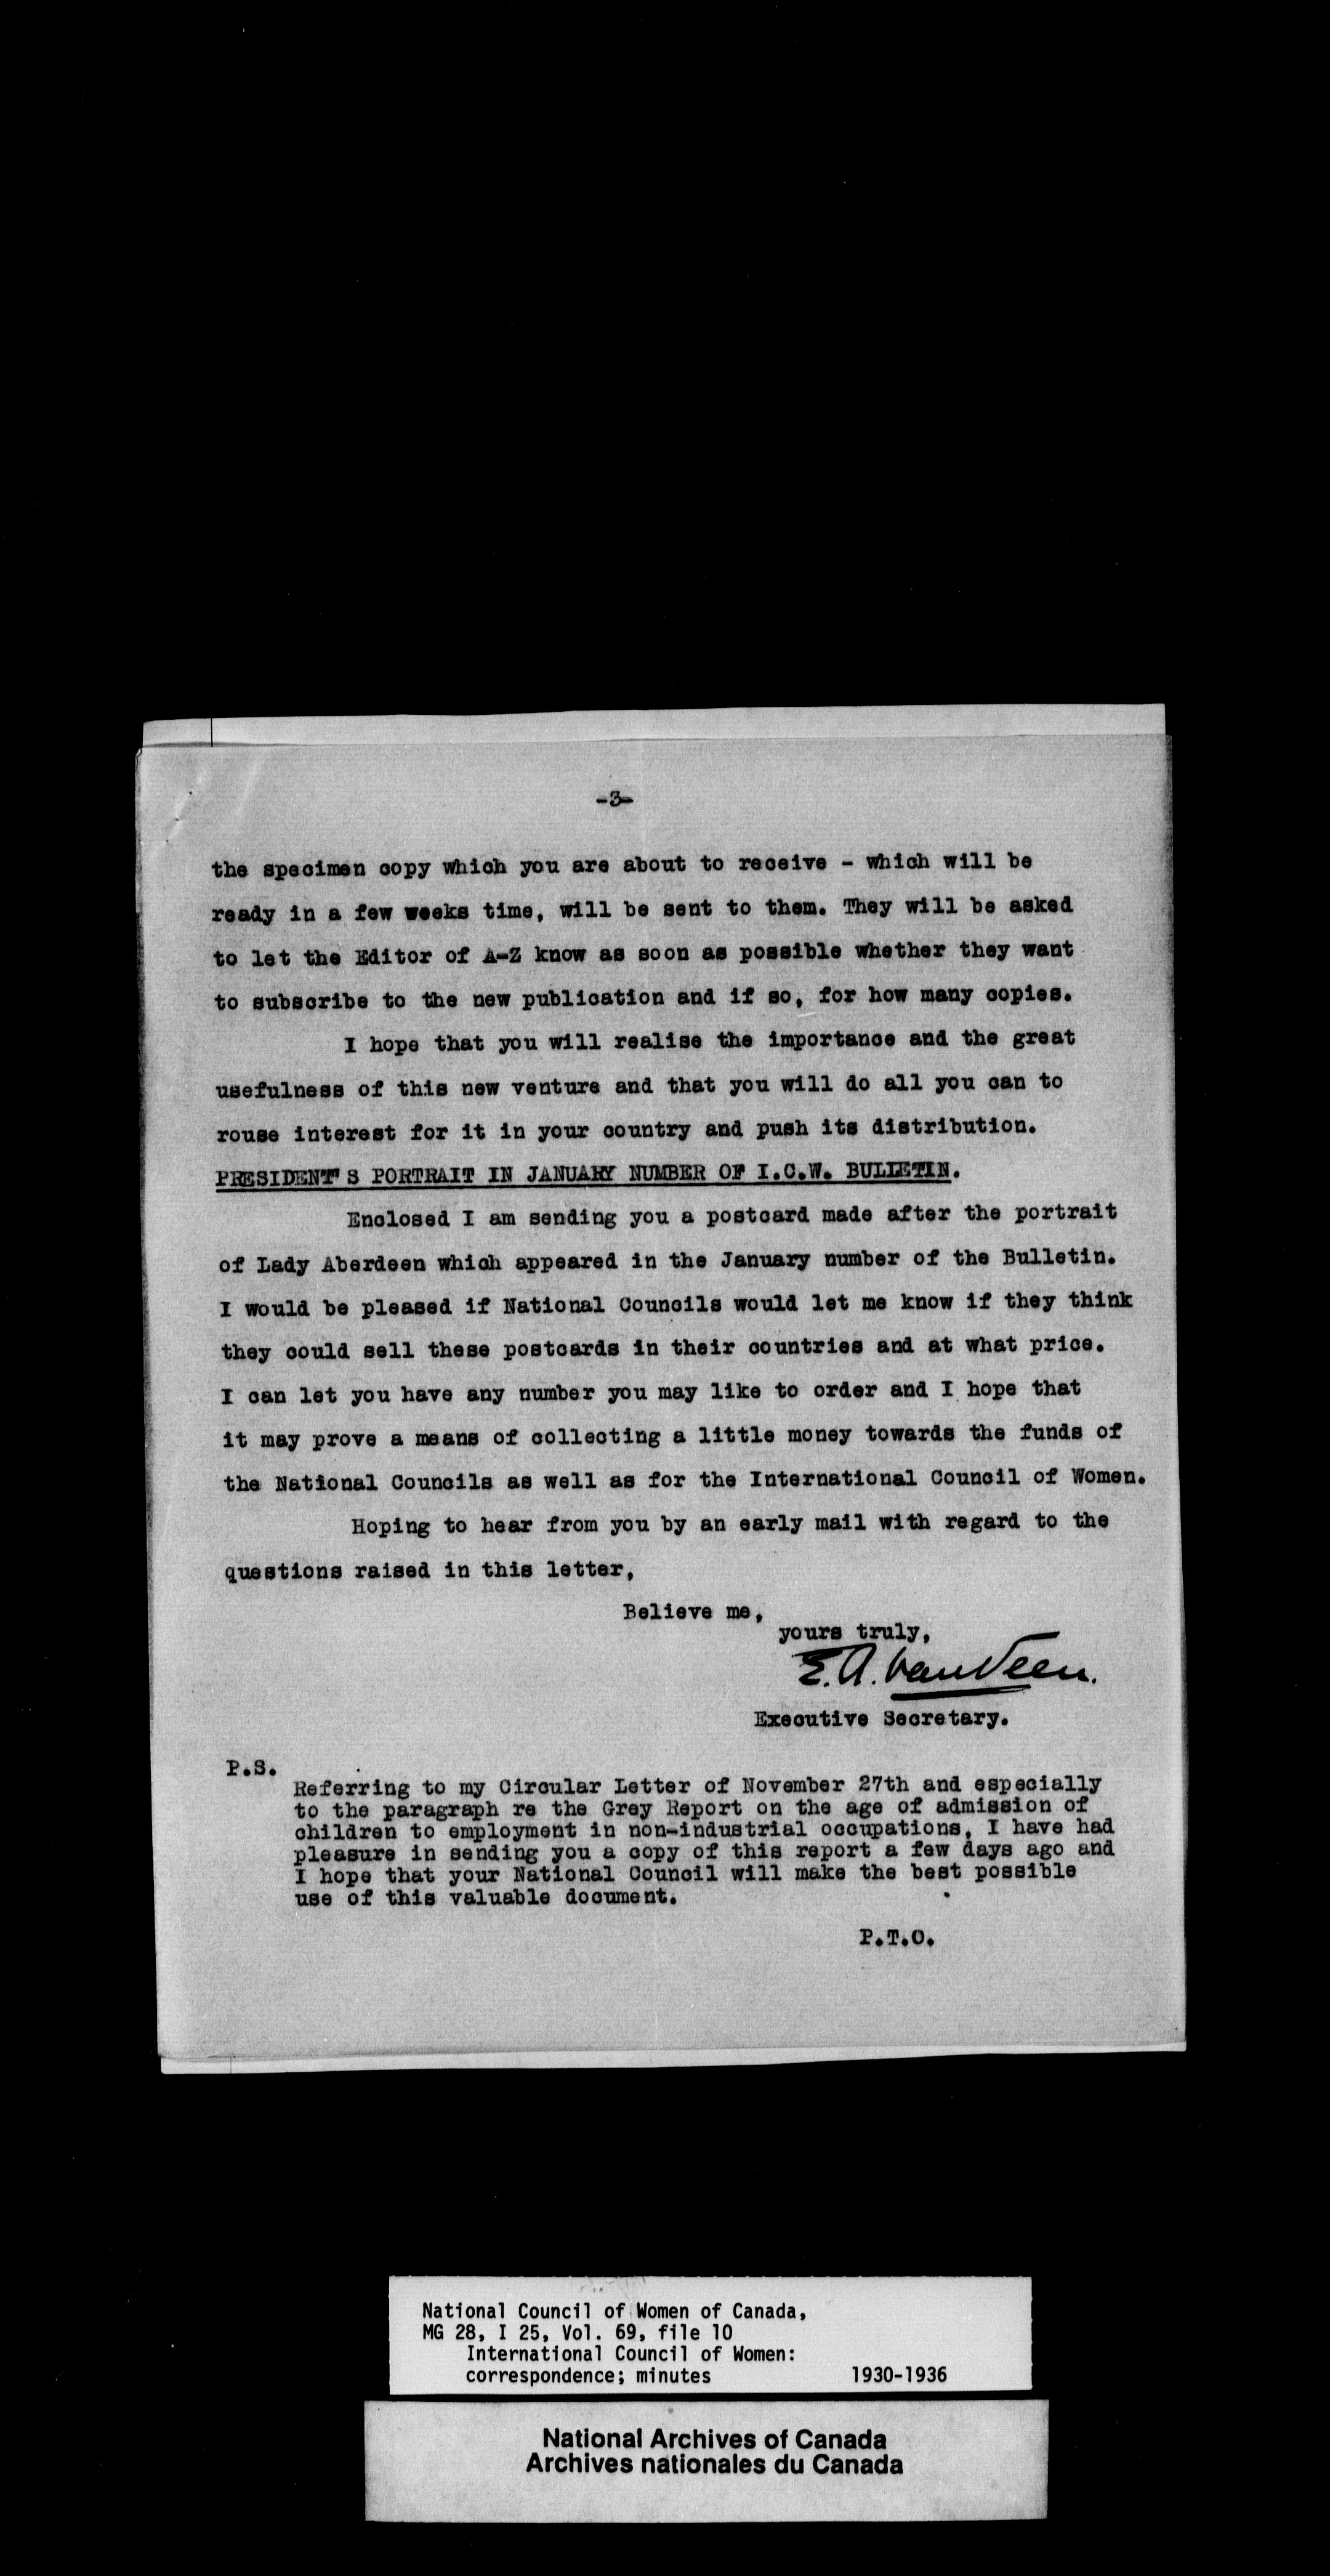 -3-
the specimen copy which you are about to receive - which will be
ready in a few weeks time, will be sent to them. They will be asked
to let the Editor of A-Z know as soon as possible whether they want
to subscribe to the new publication and if so, for how many copies.
I hope that you will realise the importance and the great
usefulness of this new venture and that you will do all you can to
rouse interest for it in your country and push its distribution.
PRESIDENT'S PORTRAIT IN JANUARY NUMBER OF I.C.W. BULLETIN.
Enclosed I am sending you a postcard made after the portrait
of Lady Aberdeen which appeared in the January number of the Bulletin.
I would be pleased if National Councils would let me know if they think
they could sell these postcards in their countries and at what price.
I can let you have any number you may like to order and I hope that
it may prove a means of collecting a little money towards the funds of
the National Councils as well as for the International Council of Women.
Hoping to hear from you by an early mail with regard to the
questions raised in this letter,
Believe me,
yours truly,
E.A. van Veen.
Executive Secretary.
P.S.
Referring to my Circular Letter of November 27th and especially
to the paragraph re the Grey Report on the age of admission of
children to employment in non-industrial occupations, I have had
pleasure in sending you a copy of this report a few days ago and
I hope that your National Council will make the best possible
use of this valuable document.
P.T.O.
National Council of Women of Canada,
MG 28, I 25, Vol. 69, file 10
International Council of Women:
correspondence; minutes 1930-1936
National Archives of Canada
Archives nationales du Canada